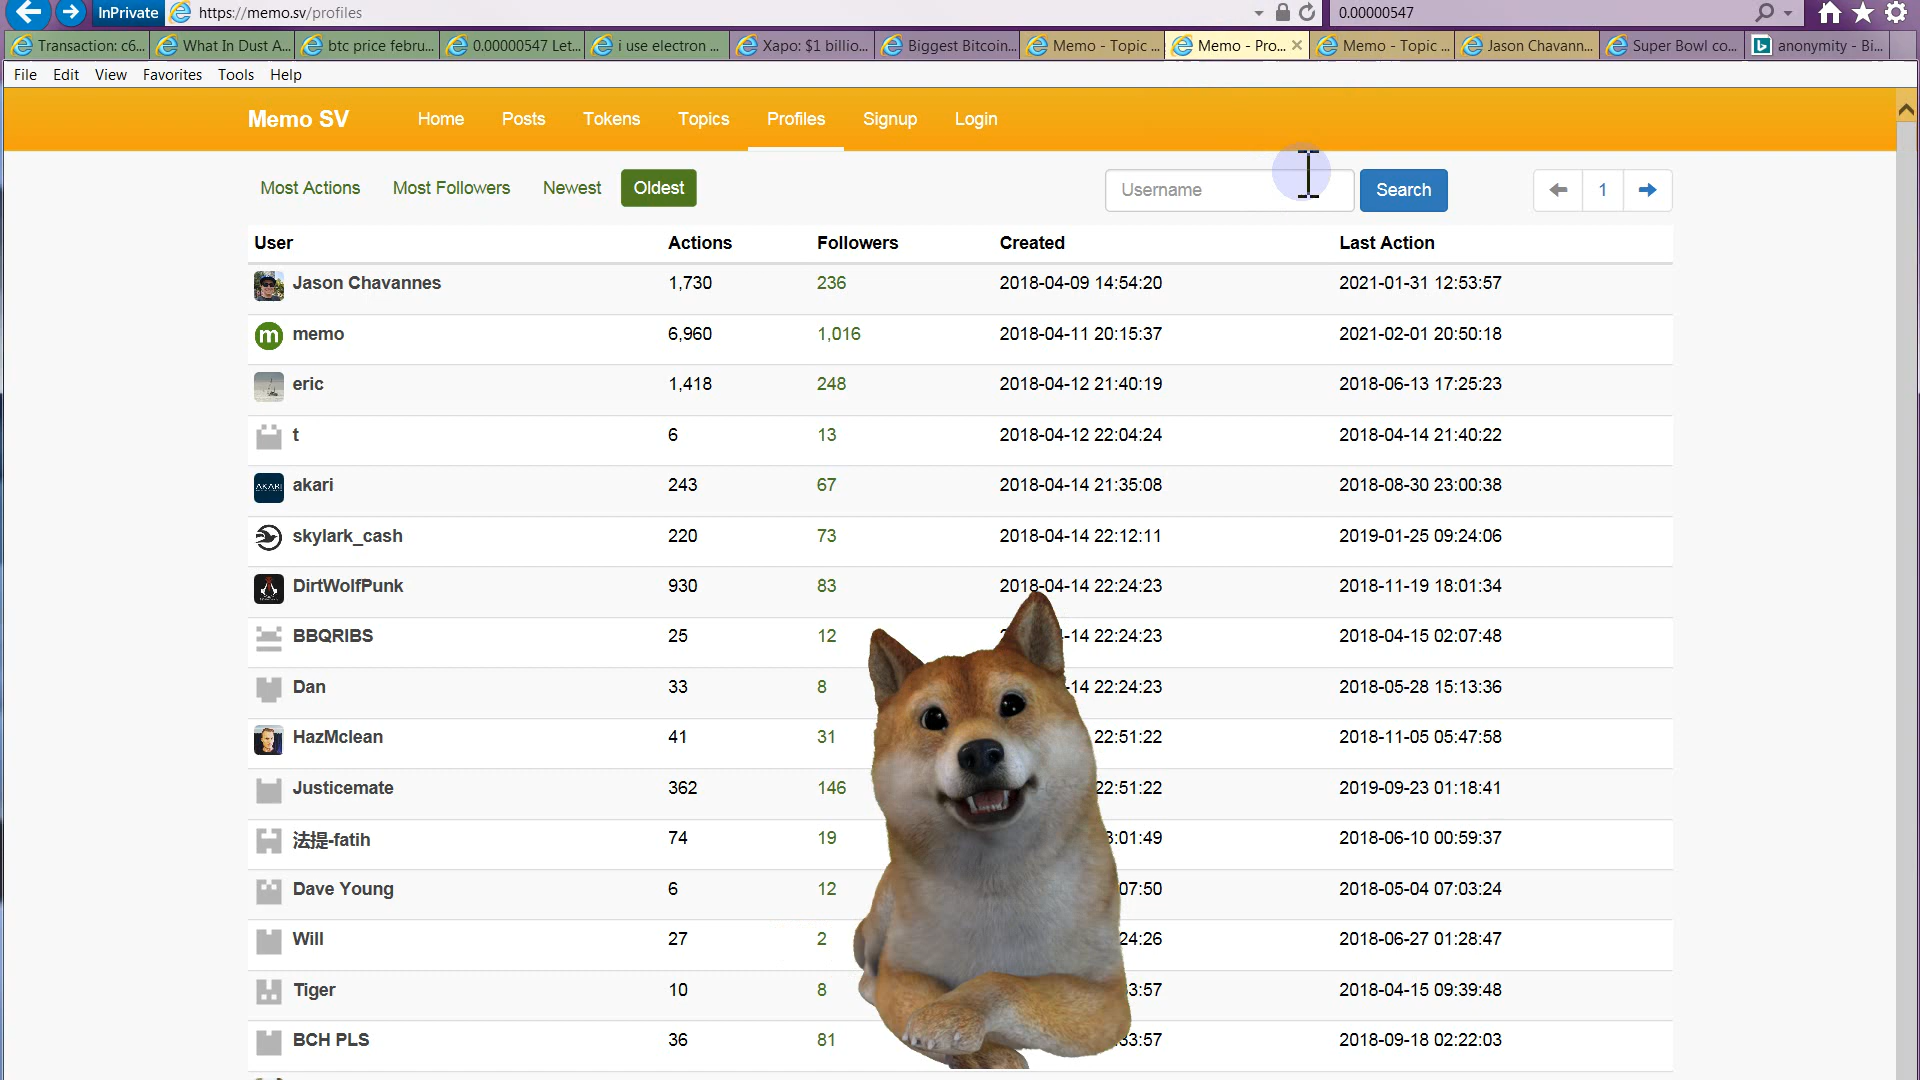 InPrivate https://memo.sv/profiles 0.00000547
Transaction: c6... What In Dust A... btc price febru... 0.00000547 Let... i use electron ... Xapo: $1 billio... Biggest Bitcoin... Memo - Topic ... Memo - Pro... Memo - Topic ... Jason Chavann... Super Bowl co... anonymity - Bi...
File Edit View Favorites Tools Help
Memo SV Home Posts Tokens Topics Profiles Signup Login
Most Actions Most Followers Newest Oldest Username Search 1
User Actions Followers Created Last Action
Jason Chavannes 1,730 236 2018-04-09 14:54:20 2021-01-31 12:53:57
m memo 6,960 1,016 2018-04-11 20:15:37 2021-02-01 20:50:18
eric 1,418 248 2018-04-12 21:40:19 2018-06-13 17:25:23
t 6 13 2018-04-12 22:04:24 2018-04-14 21:40:22
AKARI akari 243 67 2018-04-14 21:35:08 2018-08-30 23:00:38
skylark_cash 220 73 2018-04-14 22:12:11 2019-01-25 09:24:06
DirtWolfPunk 930 83 2018-04-14 22:24:23 2018-11-19 18:01:34
BBQRIBS 25 12 -14 22:24:23 2018-04-15 02:07:48
Dan 33 8 -14 22:24:23 2018-05-28 15:13:36
HazMclean 41 31 22:51:22 2018-11-05 05:47:58
Justicemate 362 146 22:51:22 2019-09-23 01:18:41
法提-fatih 74 19 :01:49 2018-06-10 00:59:37
Dave Young 6 12 07:50 2018-05-04 07:03:24
Will 27 2 24:26 2018-06-27 01:28:47
Tiger 10 8 3:57 2018-04-15 09:39:48
BCH PLS 36 81 33:57 2018-09-18 02:22:03